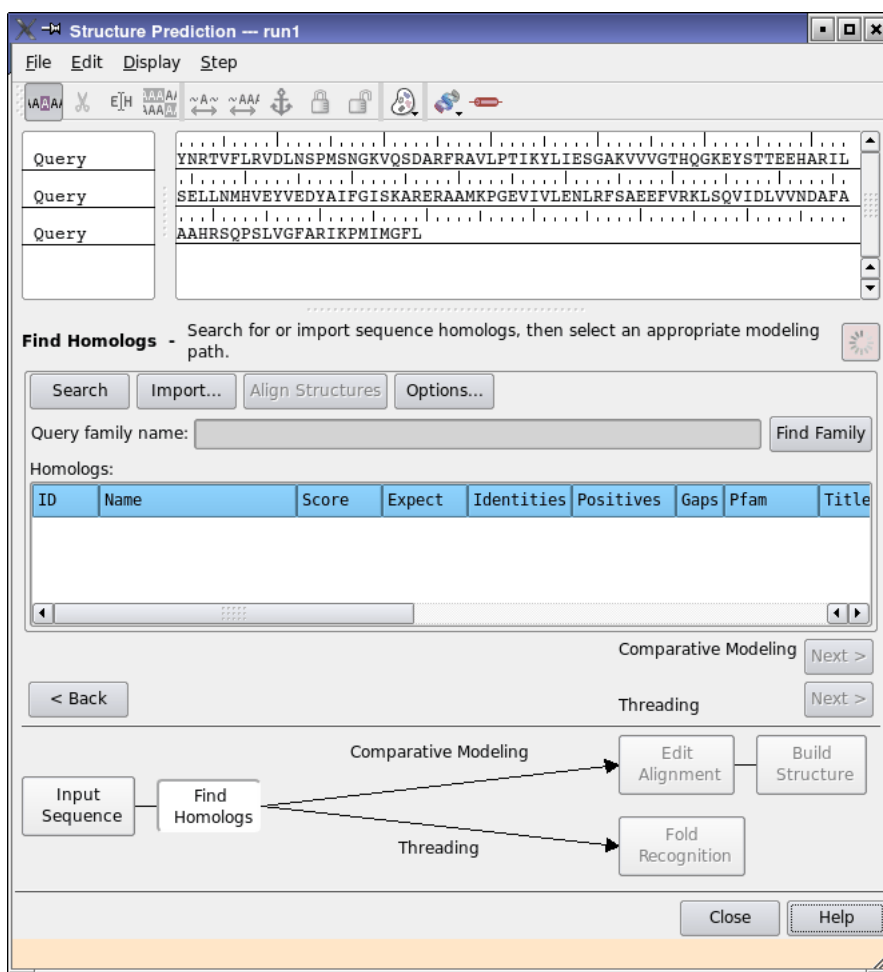 Structure Prediction --- run1
File Edit Display Step
Query YNRTVFLRVDLNSPMSNGKVQSDARFRAVLPTIKYLIESGAKVVVGTHQGKEYSTTEEHARIL
Query SELLNMHVEYVEDYAIFGISKARERAAMKPGEVIVLENLRFSAEEFVRKLSQVIDLVVNDAFA
Query AAHRSQPSLVGFARIKPMIMGFL
Find Homologs - Search for or import sequence homologs, then select an appropriate modeling
path.
Search Import... Align Structures Options...
Query family name: Find Family
Homologs:
ID Name Score Expect Identities Positives Gaps Pfam Title
Comparative Modeling Next >
< Back Threading Next >
Comparative Modeling
Edit Alignment
Build Structure
Input Sequence
Find Homologs
Threading
Fold Recognition
Close Help